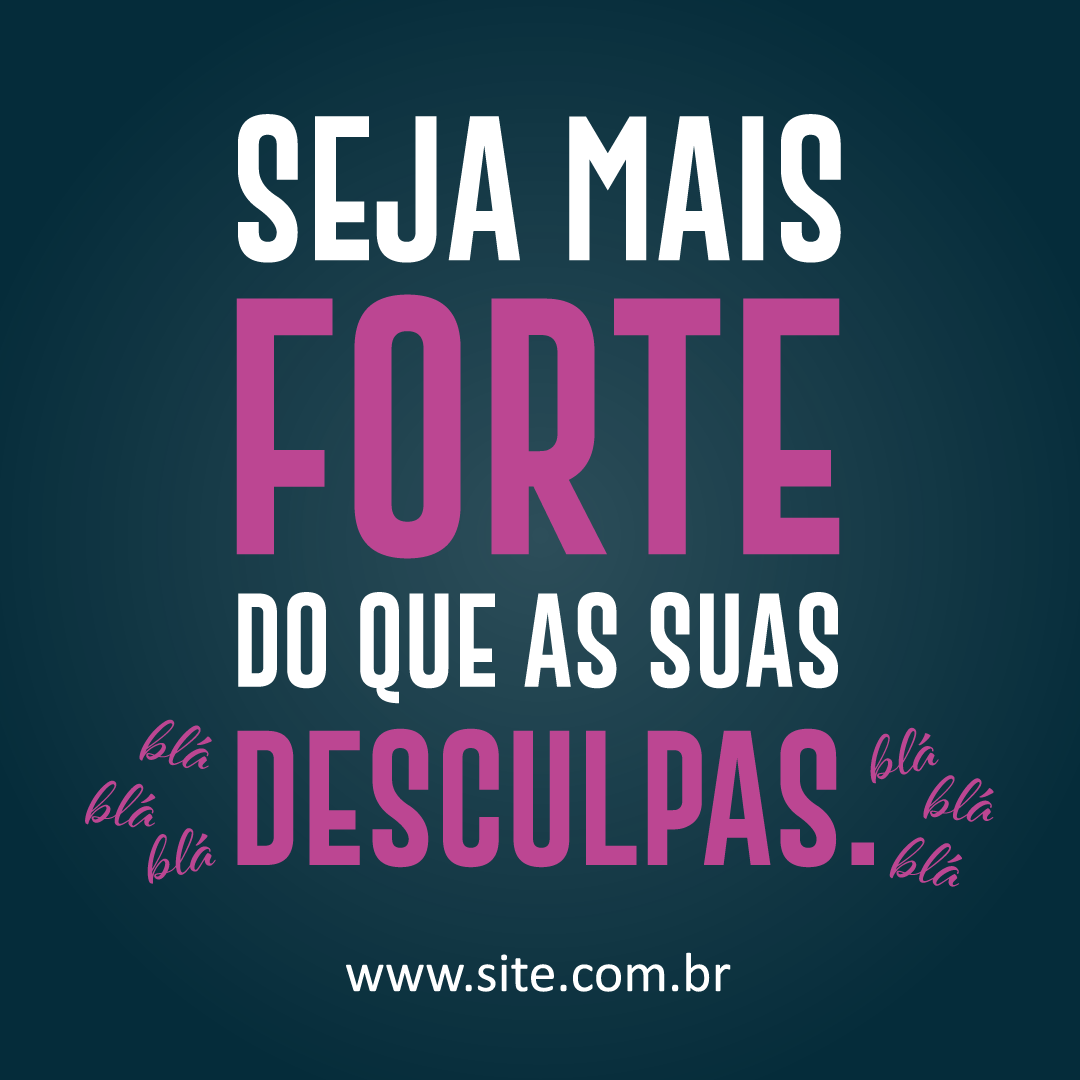 SEJA MAIS
FORTE
DO QUE AS SUAS
blá
blá
blá
DESCULPAS.
blá
blá
blá
www.site.com.br